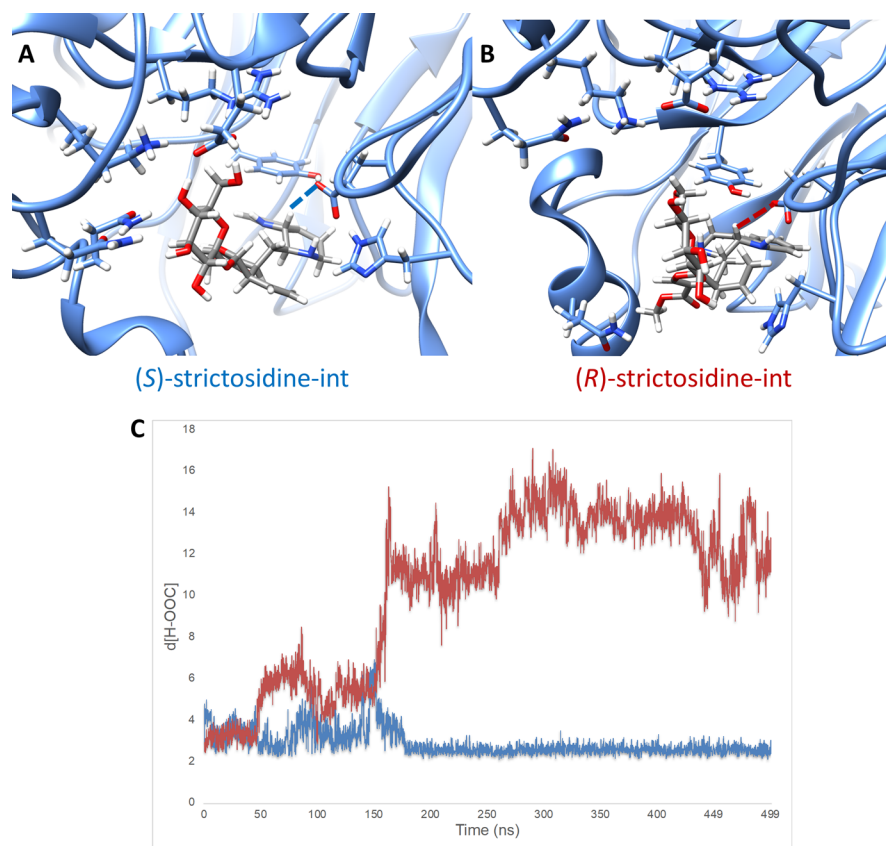 A
B
(S)-strictosidine-int
(R)-strictosidine-int
C
18
16
14
12
10
8
6
4
2
0
d[H-OOC]
0 50 100 150 200 250 300 350 400 449 499
Time (ns)